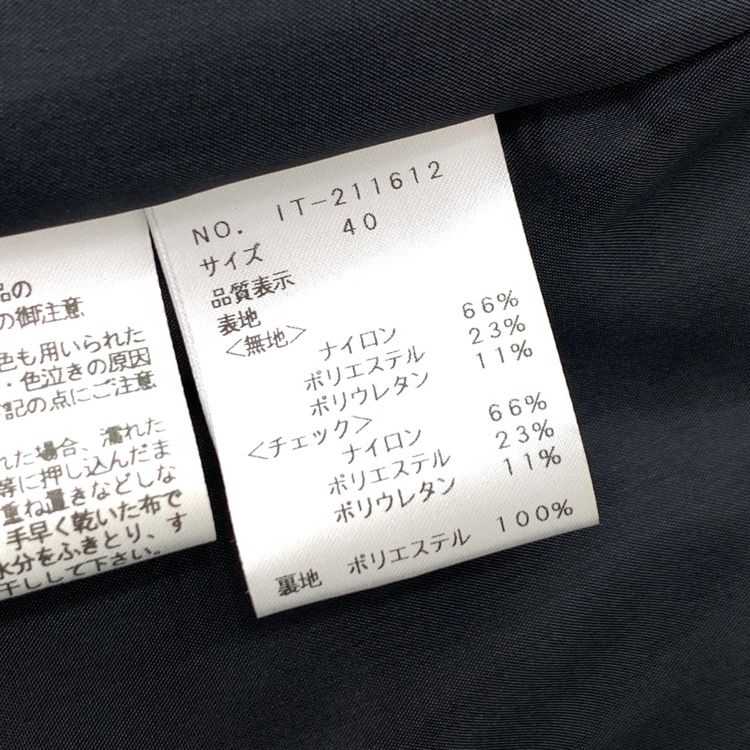 NO. IT-211612
サイズ 40
品質表示
表地
<無地>
ナイロン 66%
ポリエステル 23%
ポリウレタン 11%
<チェック>
ナイロン 66%
ポリエステル 23%
ポリウレタン 11%
裏地 ポリエステル 100%
品の
の御注意
色も用いられた
・色泣きの原因
記の点にご注意
れた場合、濡れた
等に押し込んだま
重ね置きなどしな
手早く乾いた布で
水分をふきとり、す
干しして下さい。